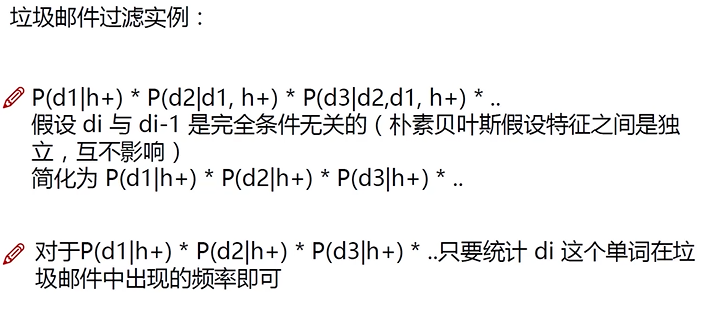 垃圾邮件过滤实例：
P(d1|h+) * P(d2|d1, h+) * P(d3|d2,d1, h+) * ..
假设 di 与 di-1 是完全条件无关的（朴素贝叶斯假设特征之间是独
立，互不影响）
简化为 P(d1|h+) * P(d2|h+) * P(d3|h+) * ..
对于P(d1|h+) * P(d2|h+) * P(d3|h+) * ..只要统计 di 这个单词在垃
圾邮件中出现的频率即可